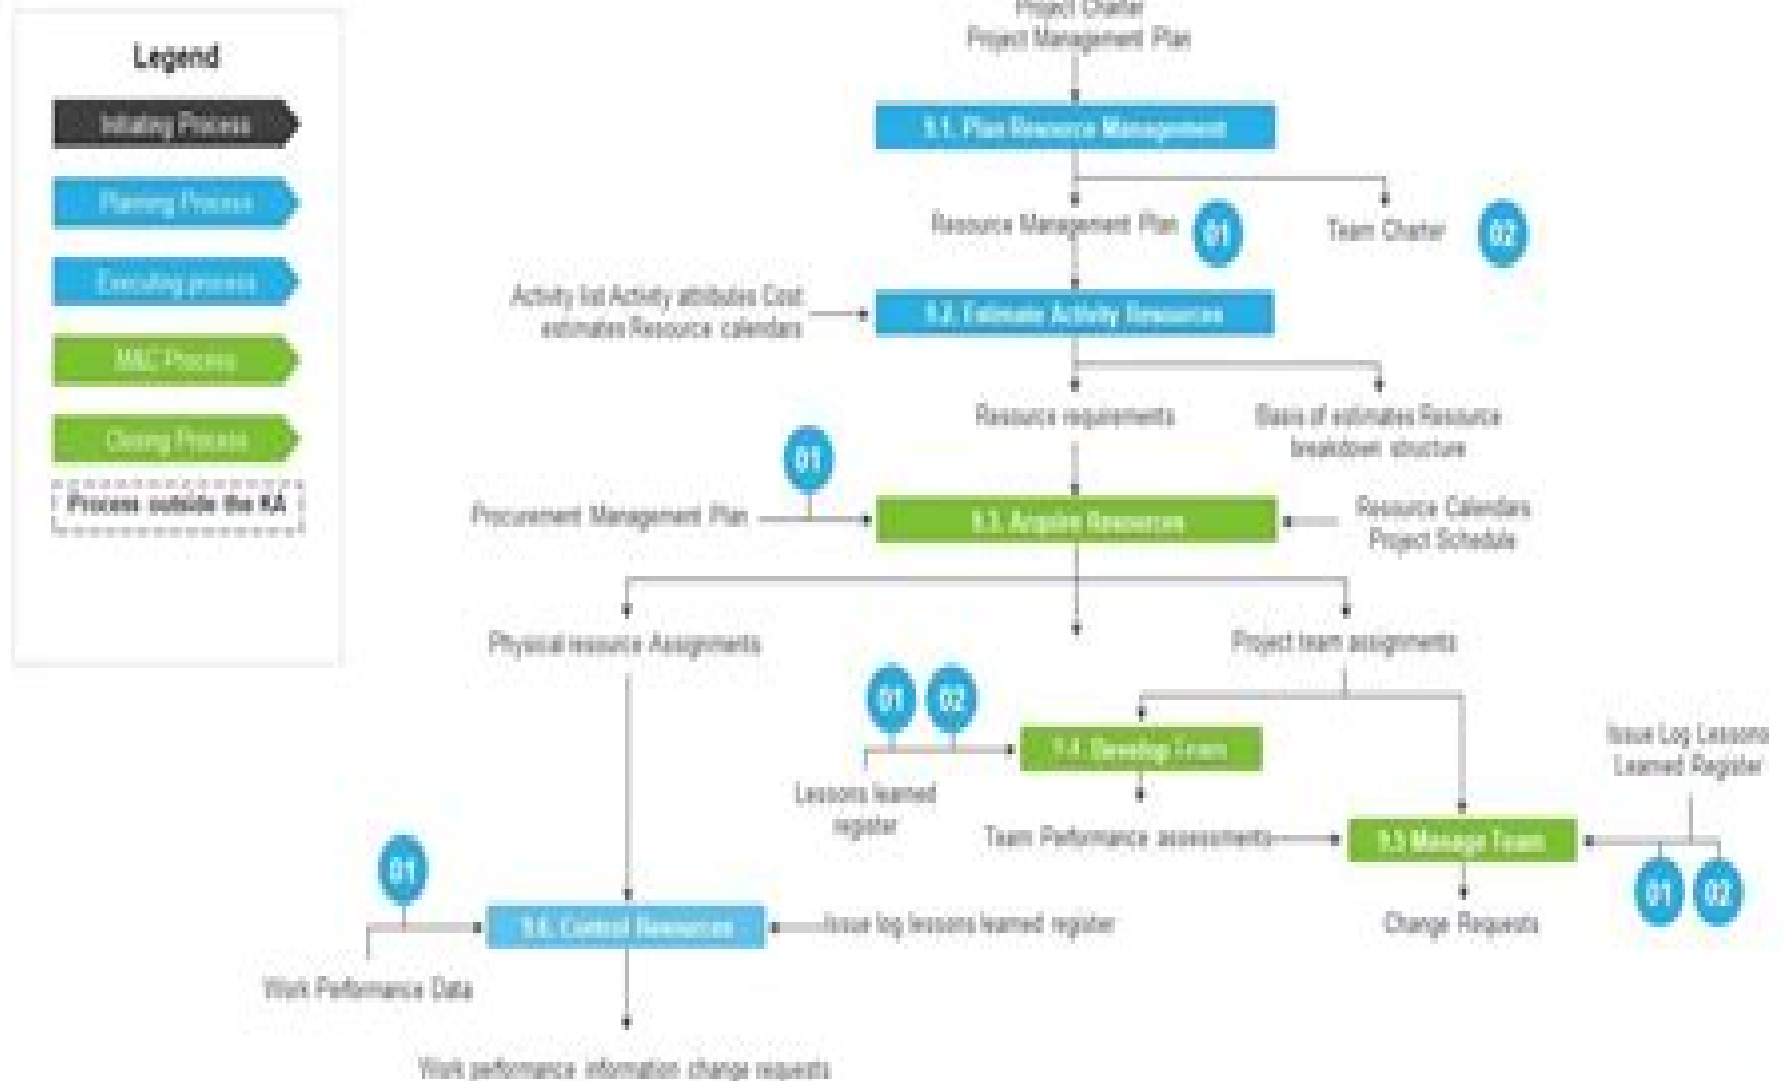 Legend
Initiating Process
Planning Process
Executing process
M&C Process
Closing Process
Process outside the KA
Project Charter
Project Management Plan
9.1. Plan Resource Management
Resource Management Plan
01
Team Charter
02
Activity list Activity attributes Cost
estimates Resource calendars
9.2. Estimate Activity Resources
Resource requirements
Basis of estimates Resource
breakdown structure
01
Procurement Management Plan
9.3. Acquire Resources
Resource Calendars
Project Schedule
Physical resource Assignments
Project team assignments
01
02
9.4. Develop Team
Lessons learned
register
Issue Log Lessons
Learned Register
Team Performance assessments
9.5 Manage Team
01
02
Change Requests
01
9.6. Control Resources
Issue log lessons learned register
Work Performance Data
Work performance information change requests